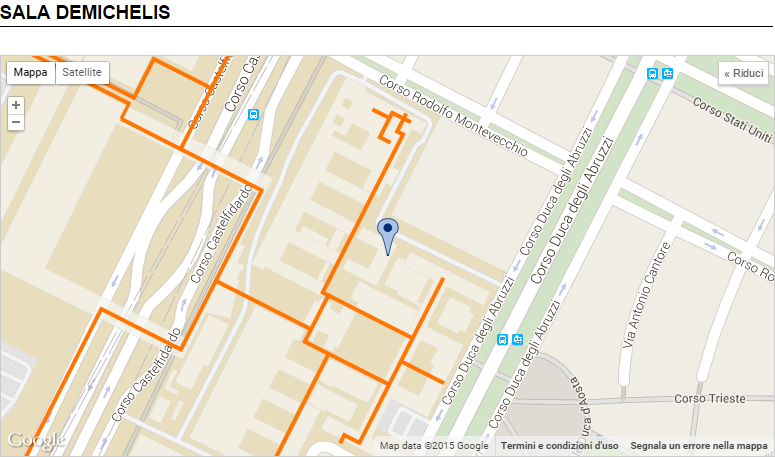 SALA DEMICHELIS
Mappa Satellite
« Riduci
+
−
Corso Castelfidardo
Corso Rodolfo Montevecchio
Corso Stati Uniti
Corso Duca degli Abruzzi
Corso Duca degli Abruzzi
Corso Castelfidardo
Corso Duca degli Abruzzi
Via Antonio Cantore
Corso Ro
Corso Castelfidardo
Corso Duca degli Abruzzi
Corso Duca degli Abruzzi
Duca d'Aosta
Corso Trieste
Google
Map data ©2015 Google Termini e condizioni d'uso Segnala un errore nella mappa